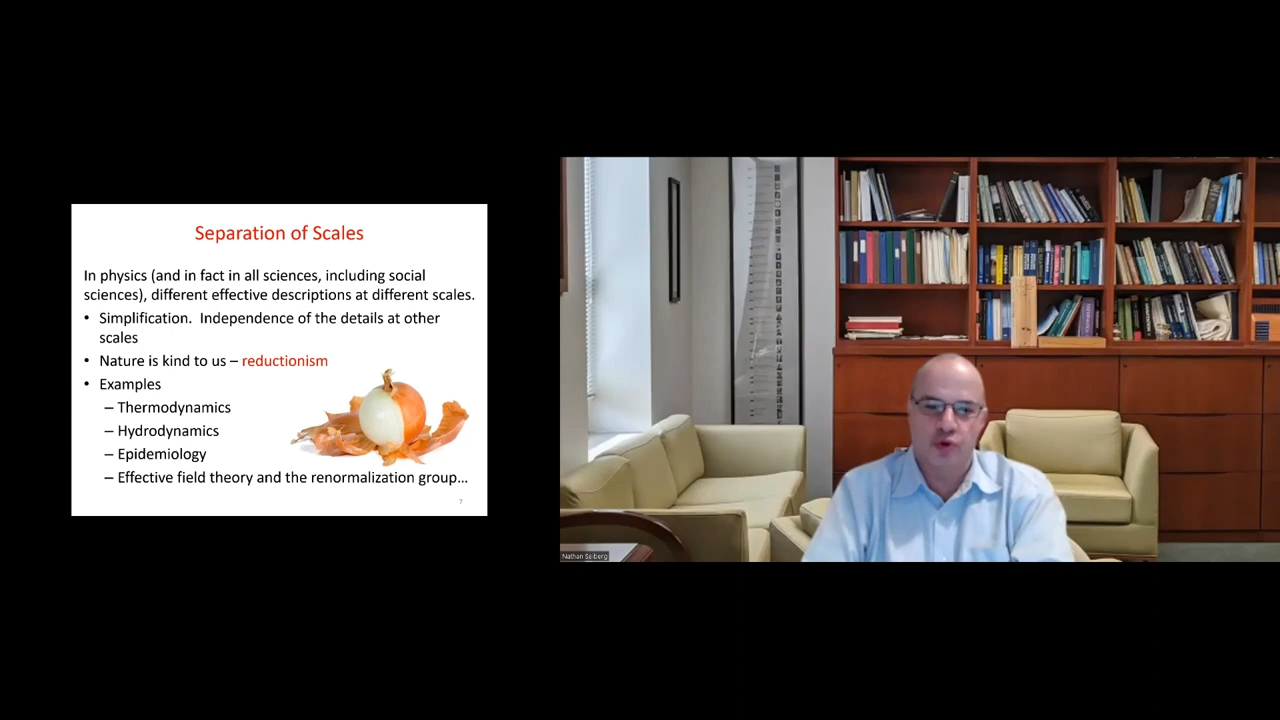 Separation of Scales
In physics (and in fact in all sciences, including social
sciences), different effective descriptions at different scales.
• Simplification.  Independence of the details at other
scales
• Nature is kind to us – reductionism
• Examples
– Thermodynamics
– Hydrodynamics
– Epidemiology
– Effective field theory and the renormalization group…
7
Nathan Seiberg